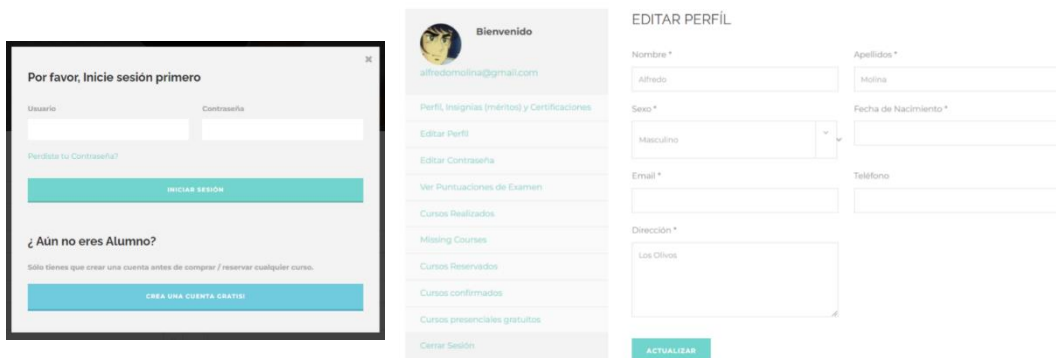 Por favor, Inicie sesión primero
Usuario
Contraseña
Perdiste tu Contraseña?
INICIAR SESIÓN
¿ Aún no eres Alumno?
Sólo tienes que crear una cuenta antes de comprar / reservar cualquier curso.
CREA UNA CUENTA GRATIS!
Bienvenido
alfredomolina@gmail.com
Perfil, Insignias (méritos) y Certificaciones
Editar Perfil
Editar Contraseña
Ver Puntuaciones de Examen
Cursos Realizados
Missing Courses
Cursos Reservados
Cursos confirmados
Cursos presenciales gratuitos
Cerrar Sesión
EDITAR PERFÍL
Nombre *
Apellidos *
Alfredo
Molina
Sexo *
Fecha de Nacimiento *
Masculino
Email *
Teléfono
Dirección *
Los Olivos
ACTUALIZAR